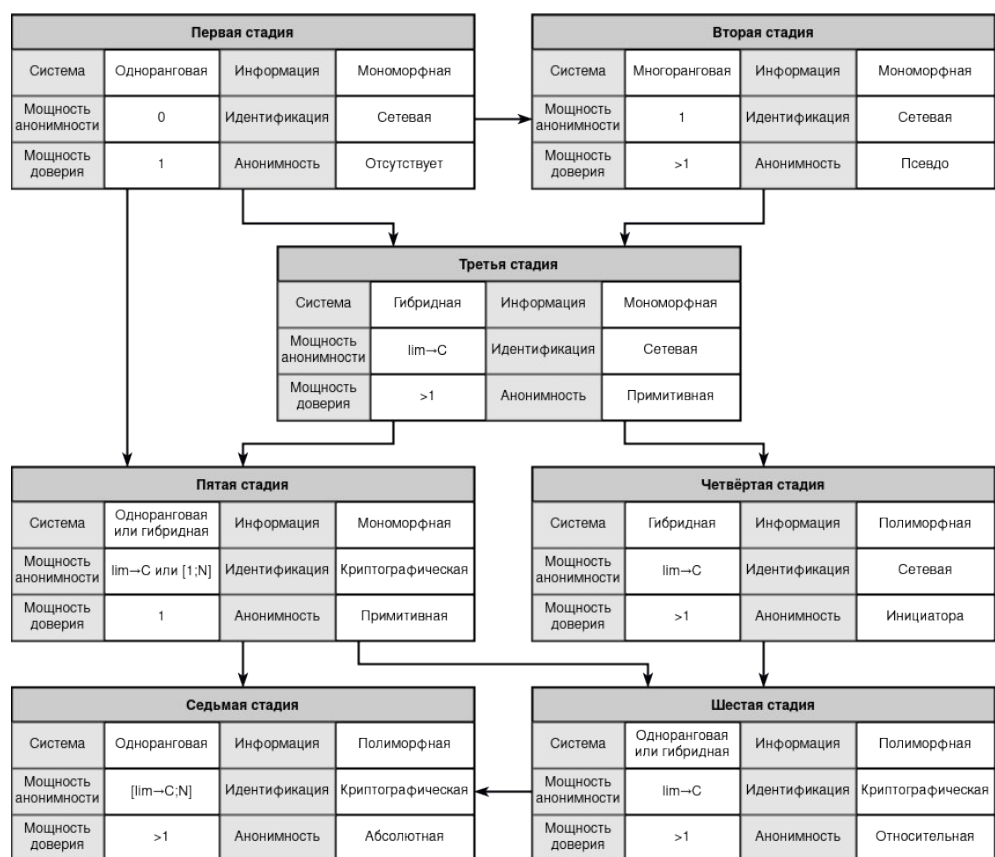 Первая стадия
Система Одноранговая Информация Мономорфная
Мощность анонимности 0 Идентификация Сетевая
Мощность доверия 1 Анонимность Отсутствует
Вторая стадия
Система Многоранговая Информация Мономорфная
Мощность анонимности 1 Идентификация Сетевая
Мощность доверия >1 Анонимность Псевдо
Третья стадия
Система Гибридная Информация Мономорфная
Мощность анонимности lim→C Идентификация Сетевая
Мощность доверия >1 Анонимность Примитивная
Пятая стадия
Система Одноранговая или гибридная Информация Мономорфная
Мощность анонимности lim→C или [1;N] Идентификация Криптографическая
Мощность доверия 1 Анонимность Примитивная
Четвёртая стадия
Система Гибридная Информация Полиморфная
Мощность анонимности lim→C Идентификация Сетевая
Мощность доверия >1 Анонимность Инициатора
Седьмая стадия
Система Одноранговая Информация Полиморфная
Мощность анонимности [lim→C;N] Идентификация Криптографическая
Мощность доверия >1 Анонимность Абсолютная
Шестая стадия
Система Одноранговая или гибридная Информация Полиморфная
Мощность анонимности lim→C Идентификация Криптографическая
Мощность доверия >1 Анонимность Относительная